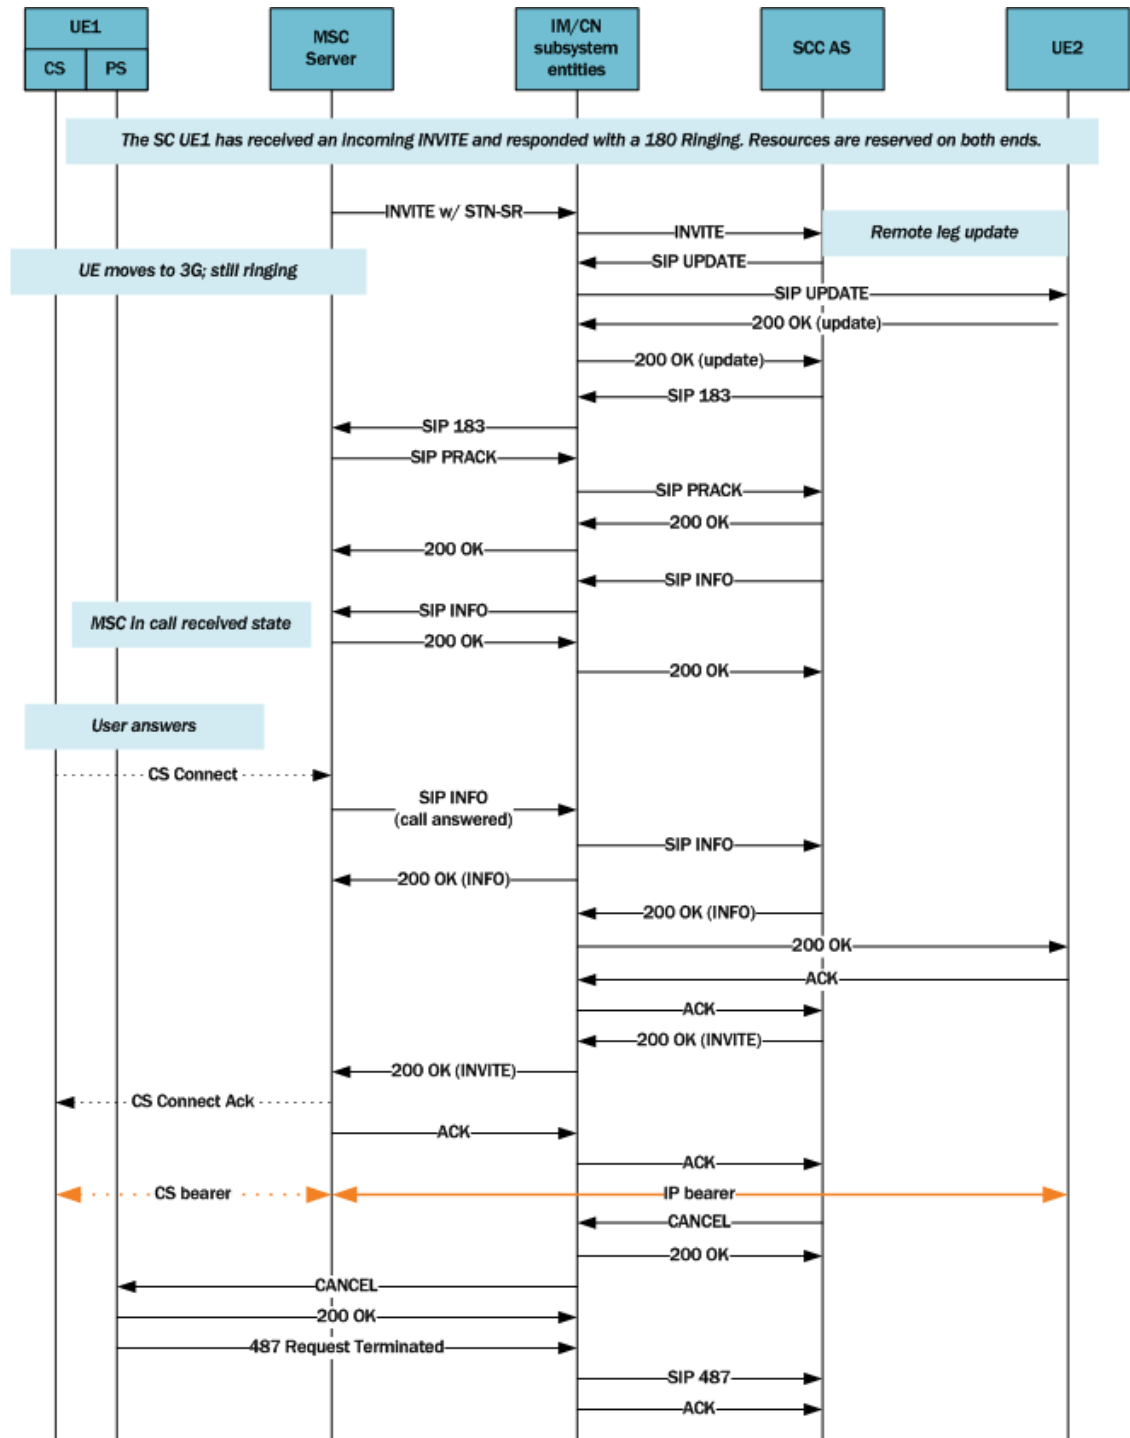 UE1
CS
PS
MSC
Server
IM/CN
subsystem
entities
SCC AS
UE2
The SC UE1 has received an incoming INVITE and responded with a 180 Ringing. Resources are reserved on both ends.
INVITE w/ STN-SR
INVITE
Remote leg update
SIP UPDATE
UE moves to 3G; still ringing
SIP UPDATE
200 OK (update)
200 OK (update)
SIP 183
SIP 183
SIP PRACK
SIP PRACK
200 OK
200 OK
SIP INFO
SIP INFO
MSC in call received state
200 OK
200 OK
User answers
CS Connect
SIP INFO
(call answered)
SIP INFO
200 OK (INFO)
200 OK (INFO)
200 OK
ACK
ACK
200 OK (INVITE)
200 OK (INVITE)
CS Connect Ack
ACK
ACK
CS bearer
IP bearer
CANCEL
200 OK
CANCEL
200 OK
487 Request Terminated
SIP 487
ACK